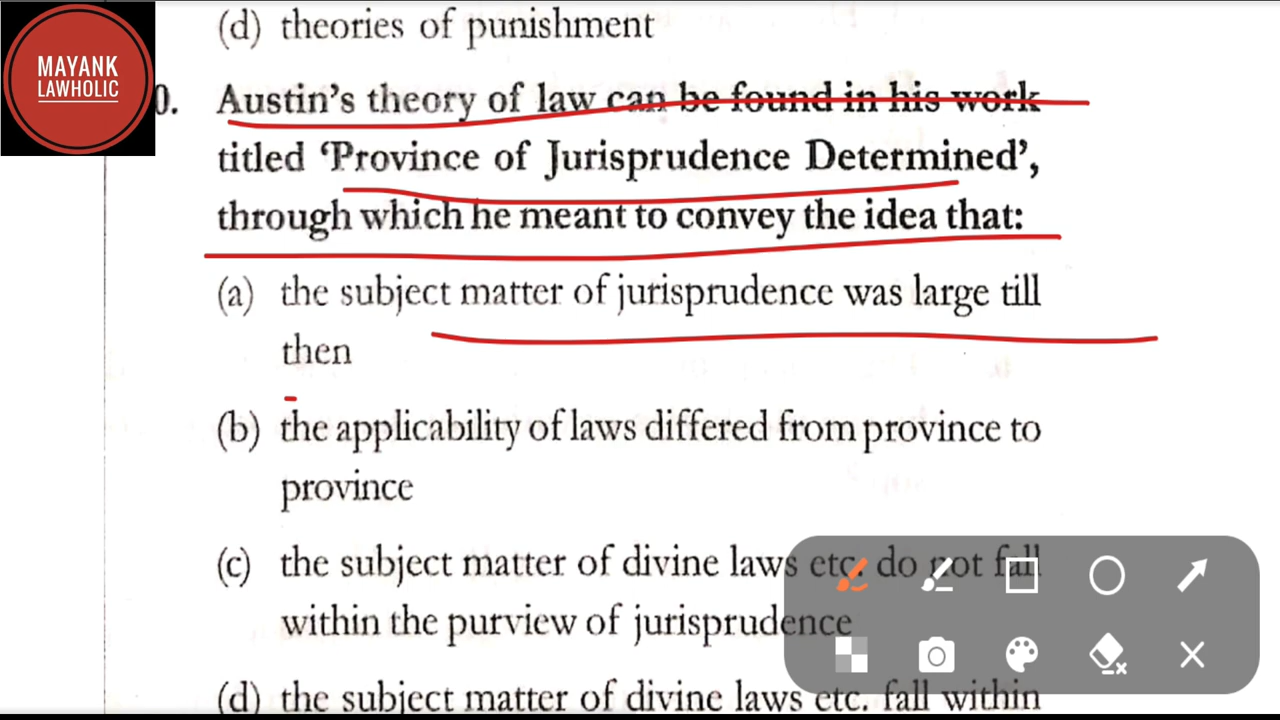 (d) theories of punishment
MAYANK
LAWHOLIC
0. Austin's theory of law can be found in his work
titled 'Province of Jurisprudence Determined',
through which he meant to convey the idea that:
(a) the subject matter of jurisprudence was large till
then
(b) the applicability of laws differed from province to
province
(c) the subject matter of divine laws etc. do not fall
within the purview of jurisprudence
(d) the subject matter of divine laws etc. fall within